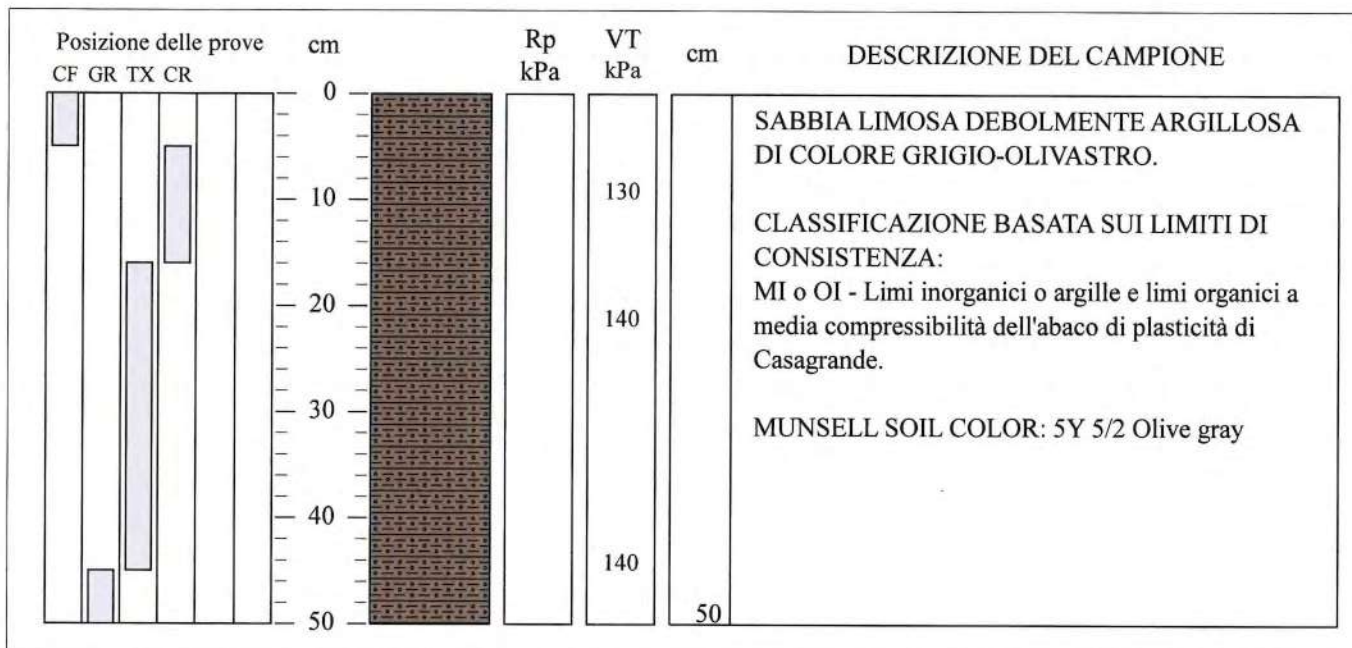 Posizione delle prove
CF GR TX CR
cm
Rp
kPa
VT
kPa
cm
DESCRIZIONE DEL CAMPIONE
0
10
20
30
40
50
130
140
140
50
SABBIA LIMOSA DEBOLMENTE ARGILLOSA
DI COLORE GRIGIO-OLIVASTRO.
CLASSIFICAZIONE BASATA SUI LIMITI DI
CONSISTENZA:
MI o OI - Limi inorganici o argille e limi organici a
media compressibilità dell'abaco di plasticità di
Casagrande.
MUNSELL SOIL COLOR: 5Y 5/2 Olive gray